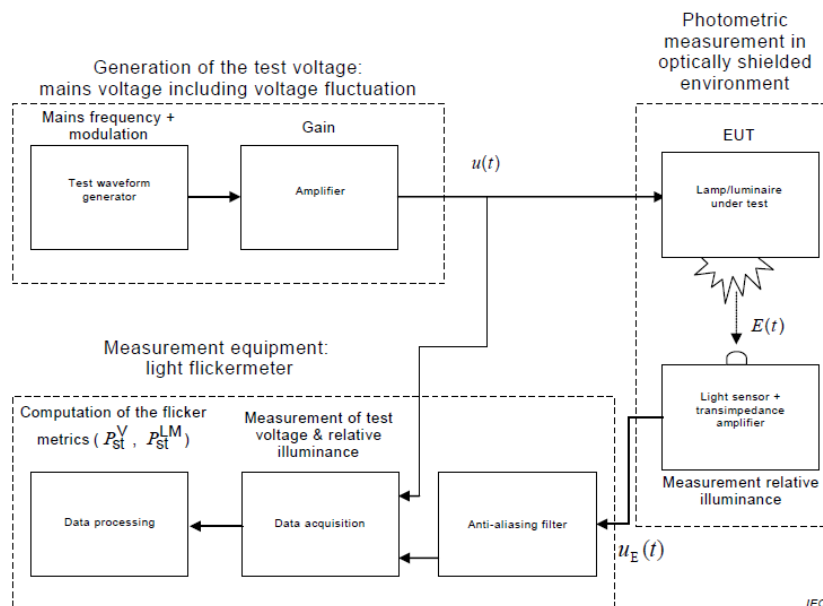 Photometric
measurement in
optically shielded
environment
Generation of the test voltage:
mains voltage including voltage fluctuation
Mains frequency +
modulation
Gain
EUT
u(t)
Test waveform
generator
Amplifier
Lamp/luminaire
under test
E(t)
Measurement equipment:
light flickermeter
Light sensor +
transimpedance
amplifier
Computation of the flicker
metrics ( P_st^V , P_st^LM )
Measurement of test
voltage & relative
illuminance
Measurement relative
illuminance
Data processing
Data acquisition
Anti-aliasing filter
u_E(t)
IEC